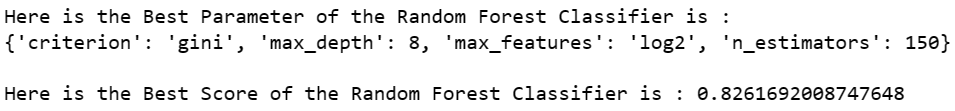 Here is the Best Parameter of the Random Forest Classifier is :
{'criterion': 'gini', 'max_depth': 8, 'max_features': 'log2', 'n_estimators': 150}
Here is the Best Score of the Random Forest Classifier is : 0.8261692008747648